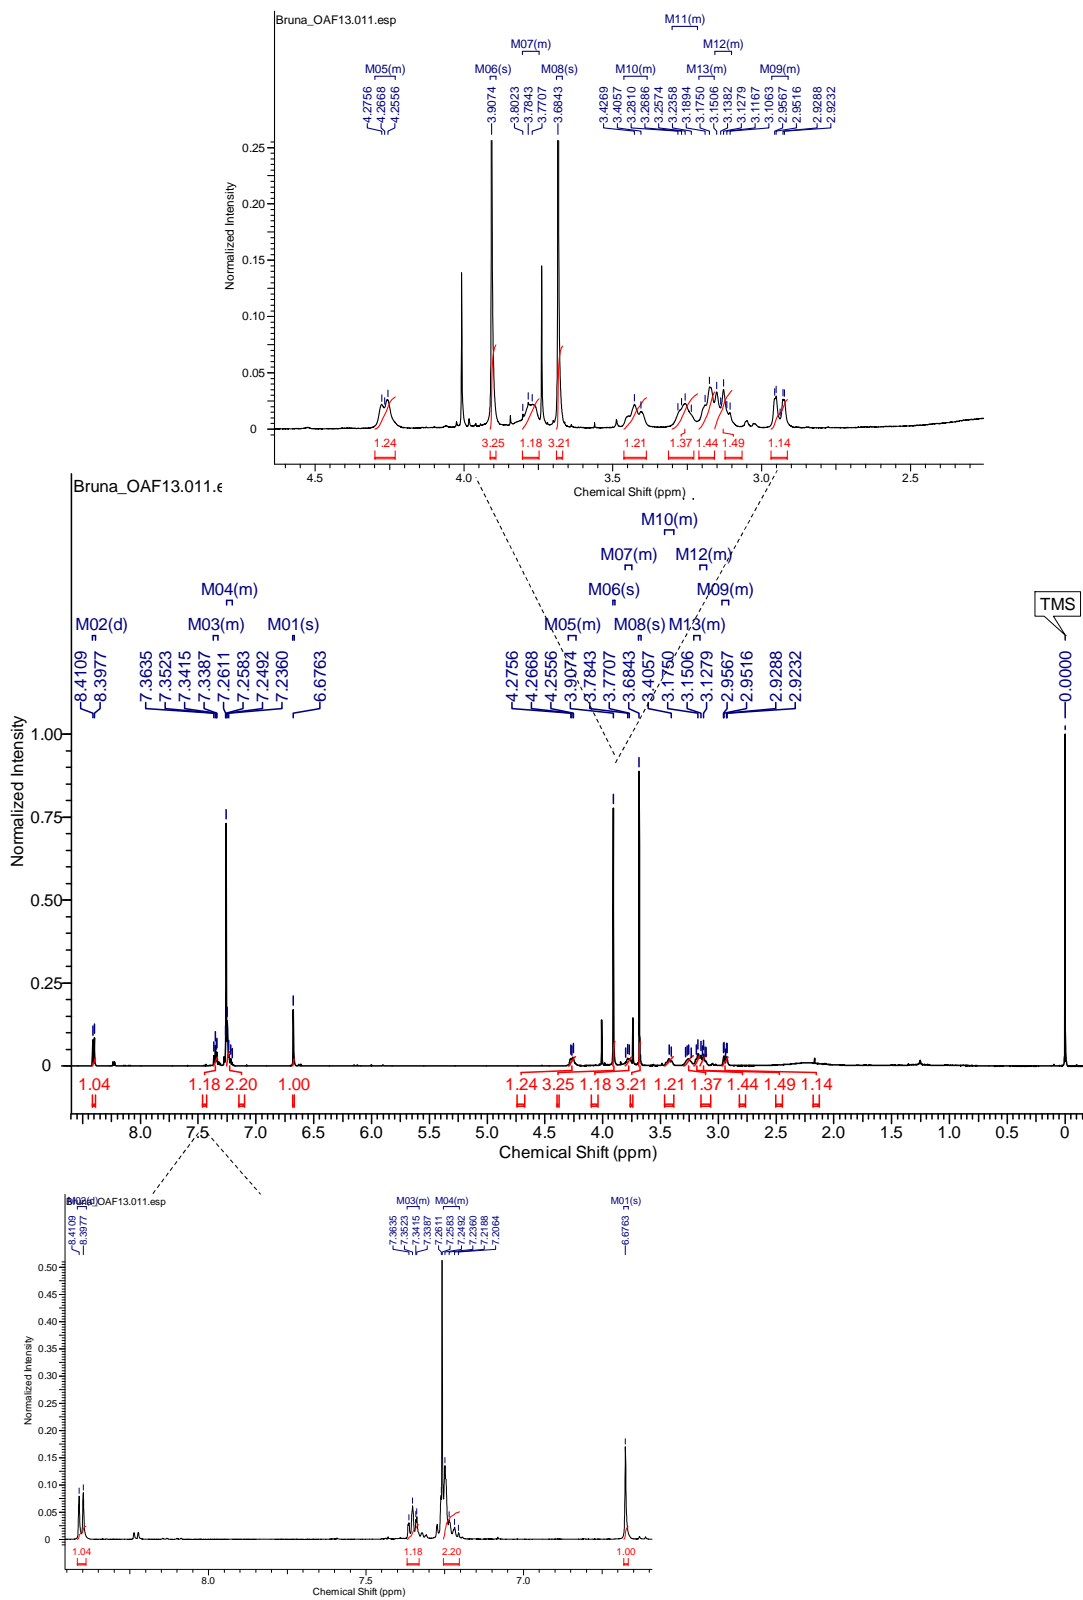 Bruna_OAF13.011.esp
M11(m)
M07(m) M12(m)
M05(m) M06(s) M08(s) M10(m) M13(m) M09(m)
4.2756 4.2668 4.2556 3.9074 3.8023 3.7843 3.7707 3.6843 3.4269 3.4057 3.2810 3.2686 3.2574 3.2358 3.1894 3.1750 3.1506 3.1382 3.1279 3.1167 3.1063 2.9567 2.9516 2.9288 2.9232
Normalized Intensity
0.25
0.20
0.15
0.10
0.05
0
1.24 3.25 1.18 3.21 1.21 1.37 1.44 1.49 1.14
4.5 4.0 3.5 3.0 2.5
Chemical Shift (ppm)
Bruna_OAF13.011.e
M10(m)
M07(m) M12(m)
M04(m) M06(s) M09(m)
M02(d) M03(m) M01(s) M05(m) M08(s) M13(m)
TMS
8.4109 8.3977 7.3635 7.3523 7.3415 7.3387 7.2611 7.2583 7.2492 7.2360 6.6763 4.2756 4.2668 4.2556 3.9074 3.7843 3.7707 3.6843 3.4057 3.1750 3.1506 3.1279 2.9567 2.9516 2.9288 2.9232 0.0000
Normalized Intensity
1.00
0.75
0.50
0.25
0
1.04 1.18 2.20 1.00 1.24 3.25 1.18 3.21 1.21 1.37 1.44 1.49 1.14
8.0 7.5 7.0 6.5 6.0 5.5 5.0 4.5 4.0 3.5 3.0 2.5 2.0 1.5 1.0 0.5 0
Chemical Shift (ppm)
Bruna_OAF13.011.esp
M02(d) M03(m) M04(m) M01(s)
8.4109 8.3977 7.3635 7.3523 7.3415 7.3387 7.2611 7.2583 7.2492 7.2360 7.2188 7.2064 6.6763
Normalized Intensity
0.50
0.45
0.40
0.35
0.30
0.25
0.20
0.15
0.10
0.05
0
1.04 1.18 2.20 1.00
8.0 7.5 7.0
Chemical Shift (ppm)